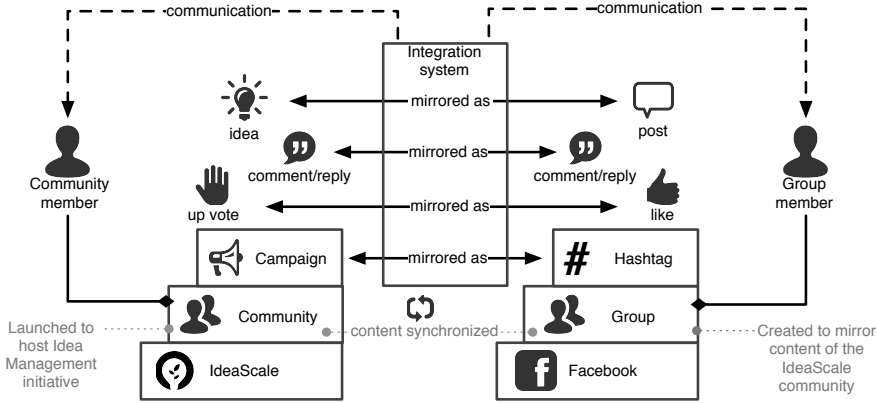 communication
communication
Integration
system
idea
mirrored as
post
comment/reply
mirrored as
comment/reply
Community
member
Group
member
up vote
mirrored as
like
Campaign
mirrored as
# Hashtag
Community
content synchronized
Group
Launched to
host Idea
Management
initiative
Created to mirror
content of the
IdeaScale
community
IdeaScale
f Facebook